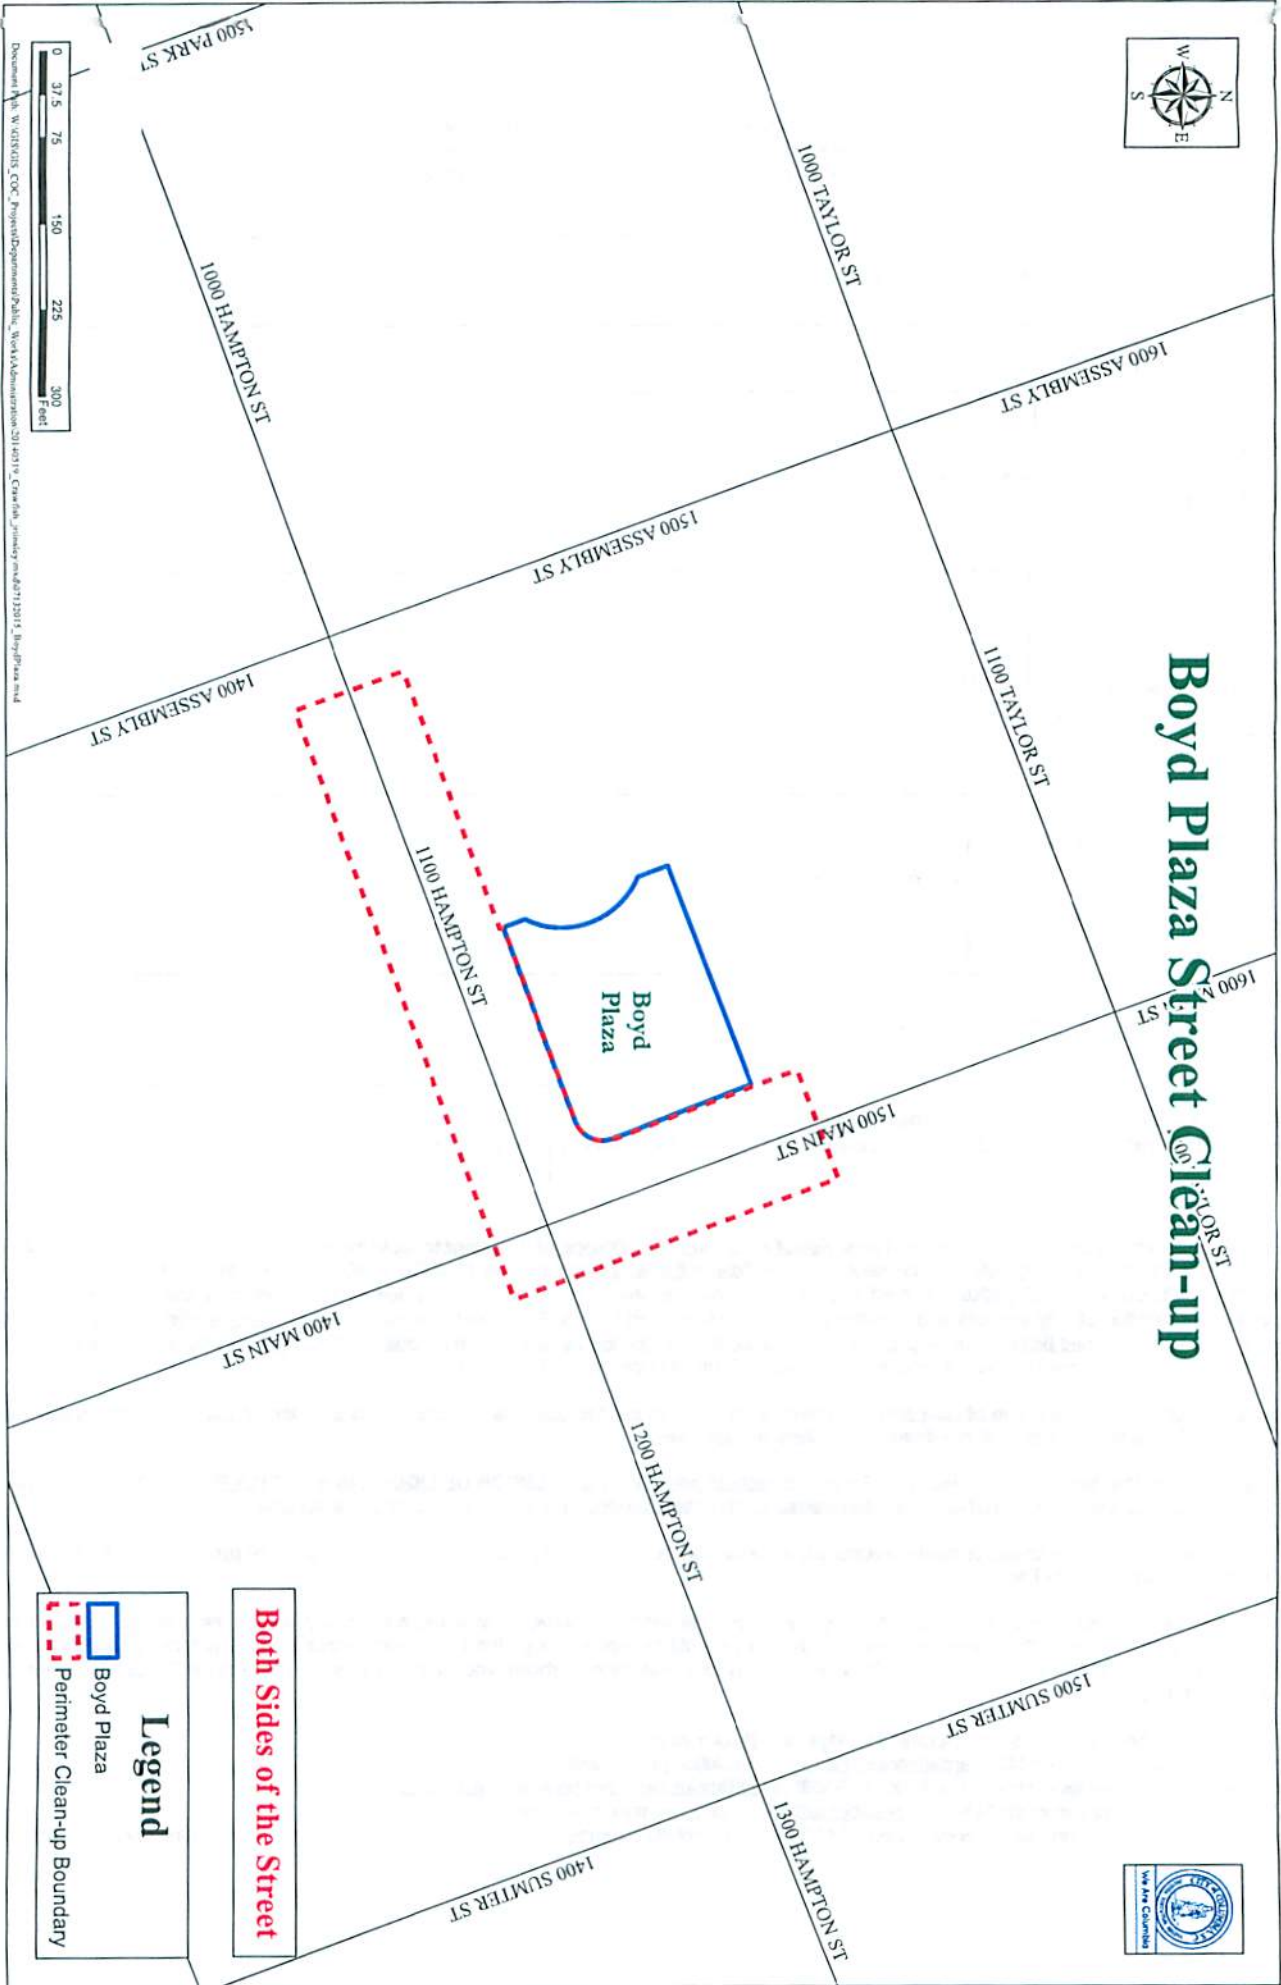 Boyd Plaza Street Clean-up
N
W
E
S
CITY of COLUMBIA, S.C.
We Are Columbia
1000 TAYLOR ST
1100 TAYLOR ST
1600 ASSEMBLY ST
1500 ASSEMBLY ST
1400 ASSEMBLY ST
1500 MAIN ST
1400 MAIN ST
1500 SUMTER ST
1400 SUMTER ST
1500 PARK ST
1000 HAMPTON ST
1100 HAMPTON ST
1200 HAMPTON ST
1300 HAMPTON ST
Boyd
Plaza
Both Sides of the Street
Legend
Boyd Plaza
Perimeter Clean-up Boundary
0 37.5 75 150 225 300
Feet